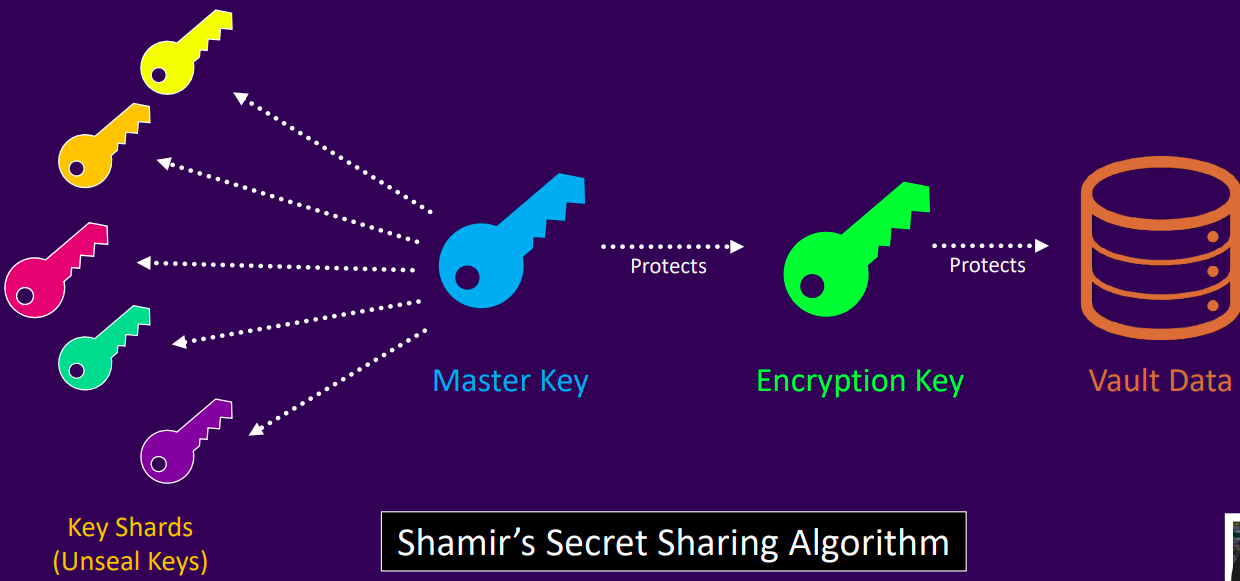 Protects
Protects
Master Key
Encryption Key
Vault Data
Key Shards
(Unseal Keys)
Shamir's Secret Sharing Algorithm